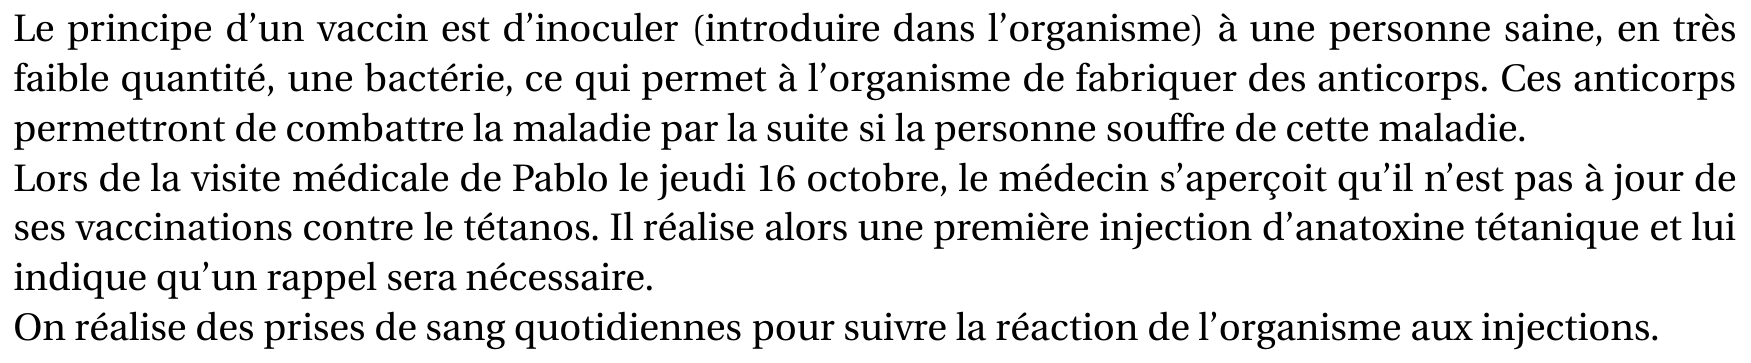 Le principe d’un vaccin est d’inoculer (introduire dans l’organisme) à une personne saine, en très
faible quantité, une bactérie, ce qui permet à l’organisme de fabriquer des anticorps. Ces anticorps
permettront de combattre la maladie par la suite si la personne souffre de cette maladie.
Lors de la visite médicale de Pablo le jeudi 16 octobre, le médecin s’aperçoit qu’il n’est pas à jour de
ses vaccinations contre le tétanos. Il réalise alors une première injection d’anatoxine tétanique et lui
indique qu’un rappel sera nécessaire.
On réalise des prises de sang quotidiennes pour suivre la réaction de l’organisme aux injections.